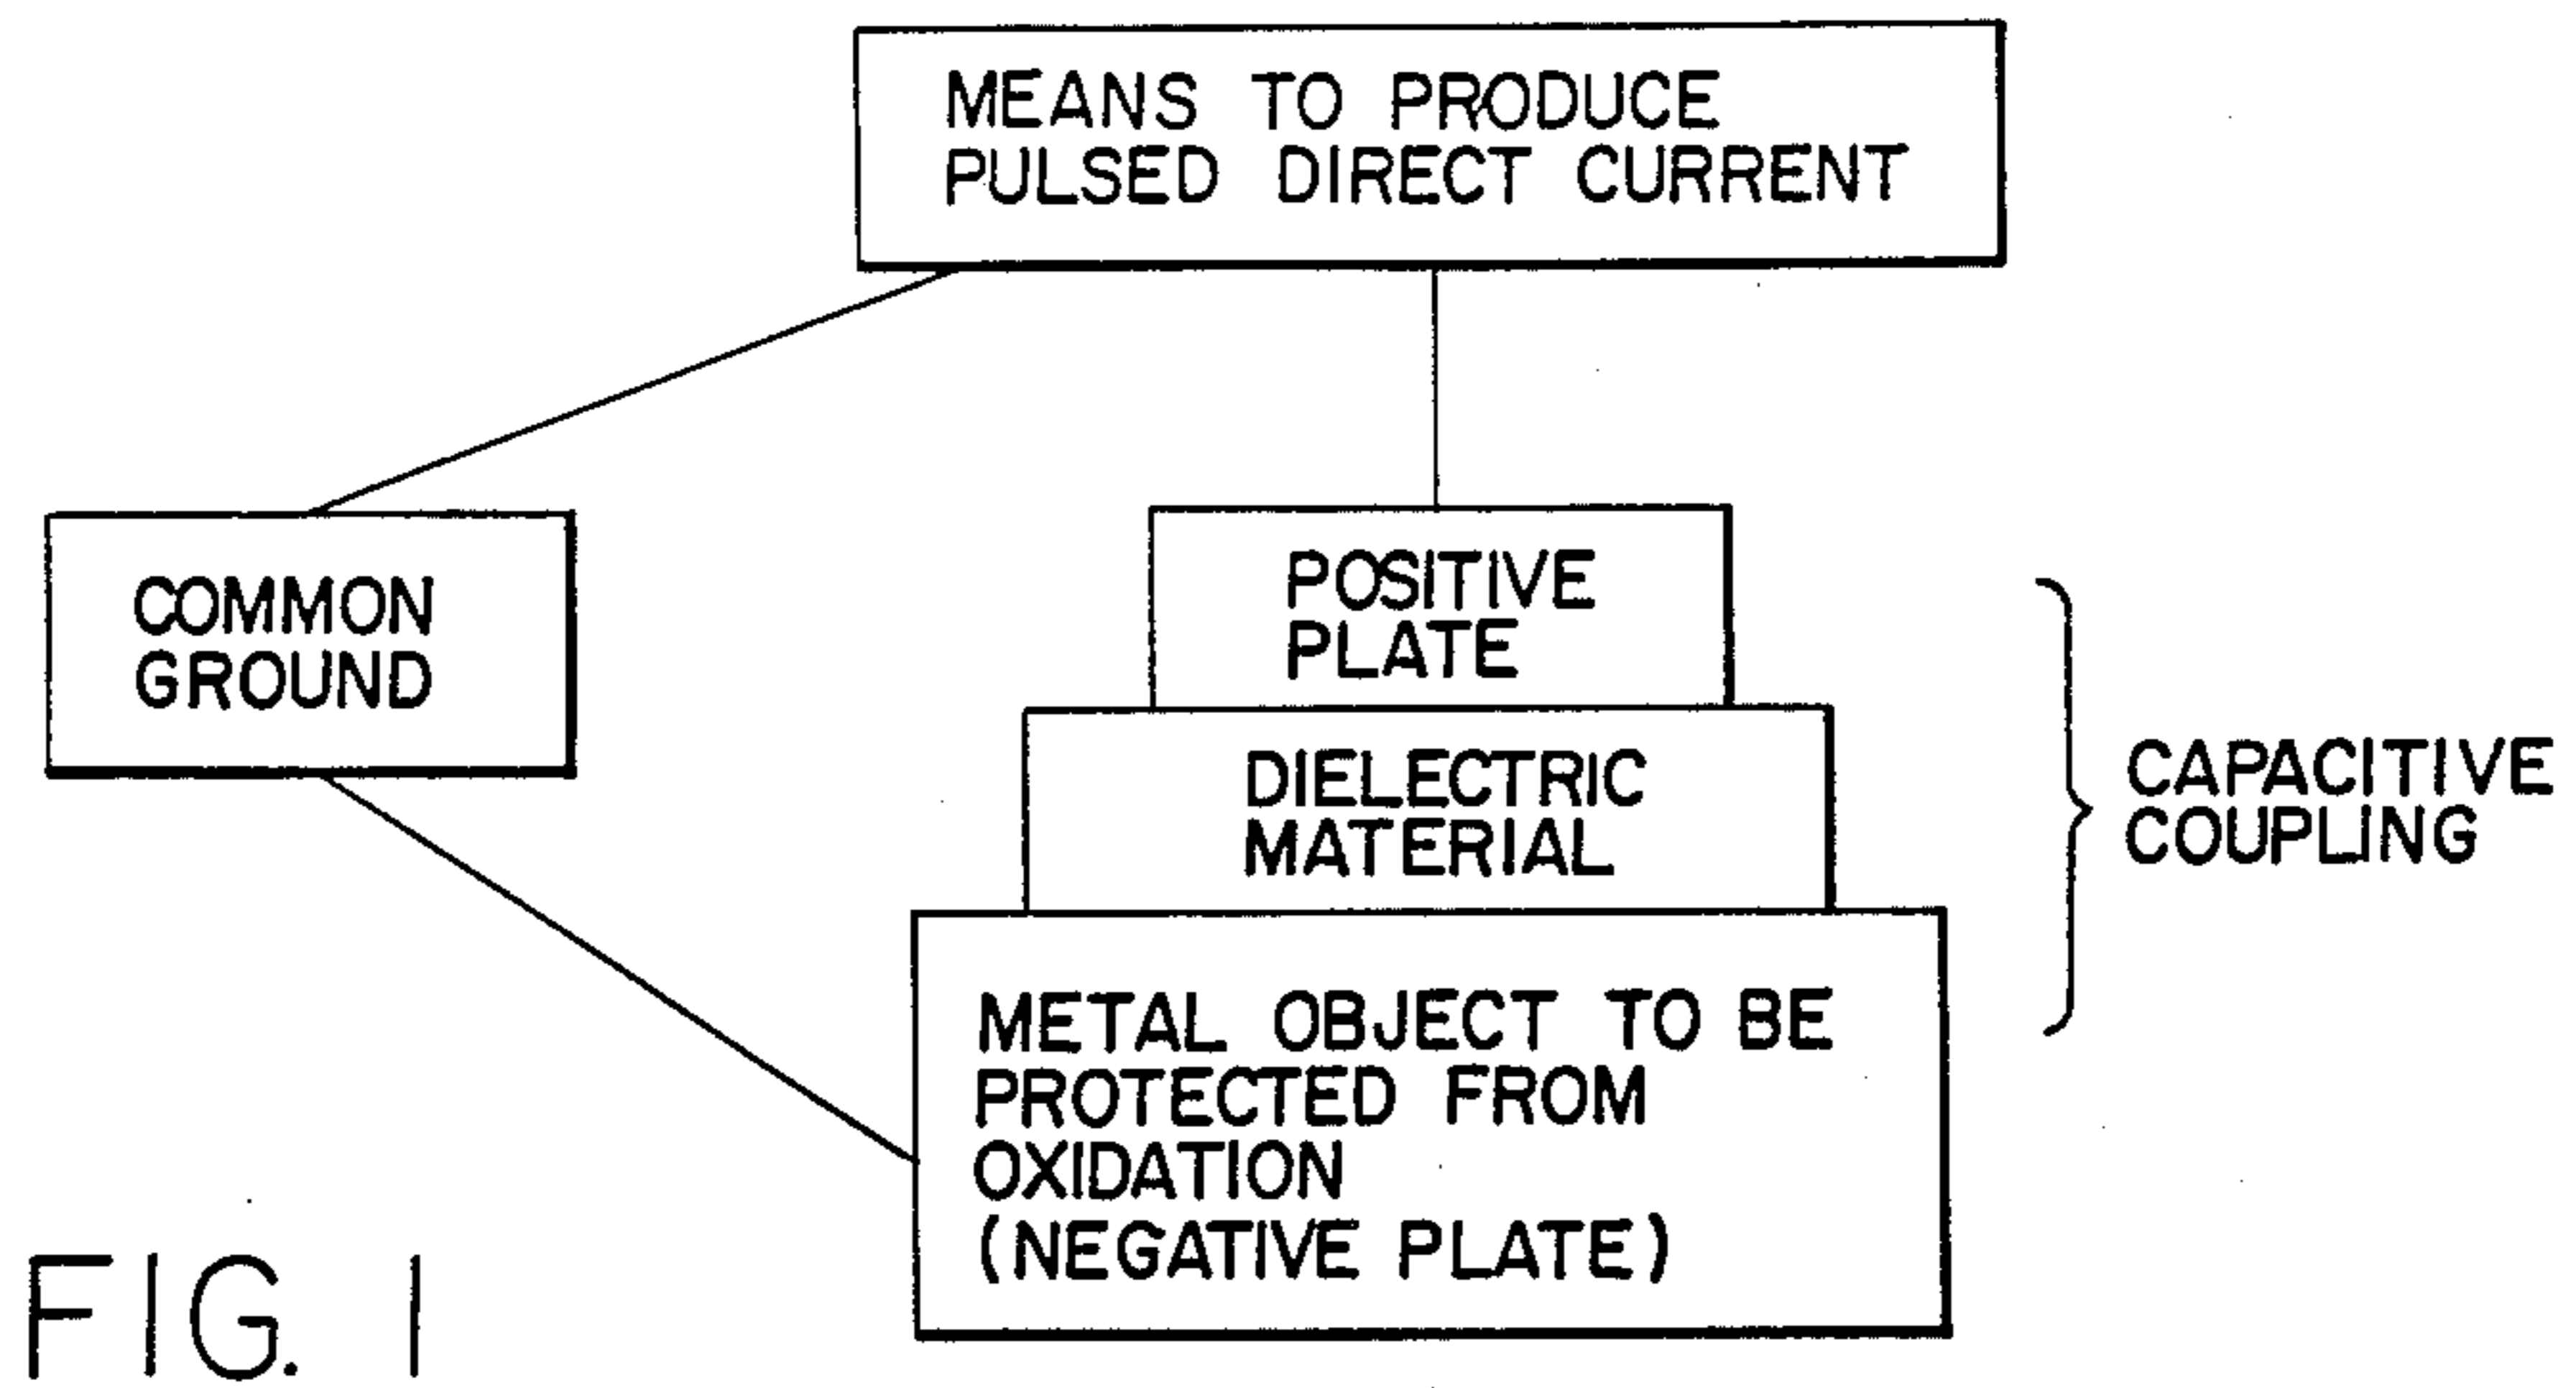 MEANS TO PRODUCE
PULSED DIRECT CURRENT
COMMON
GROUND
POSITIVE
PLATE
DIELECTRIC
MATERIAL
CAPACITIVE
COUPLING
METAL OBJECT TO BE
PROTECTED FROM
OXIDATION
(NEGATIVE PLATE)
FIG. 1